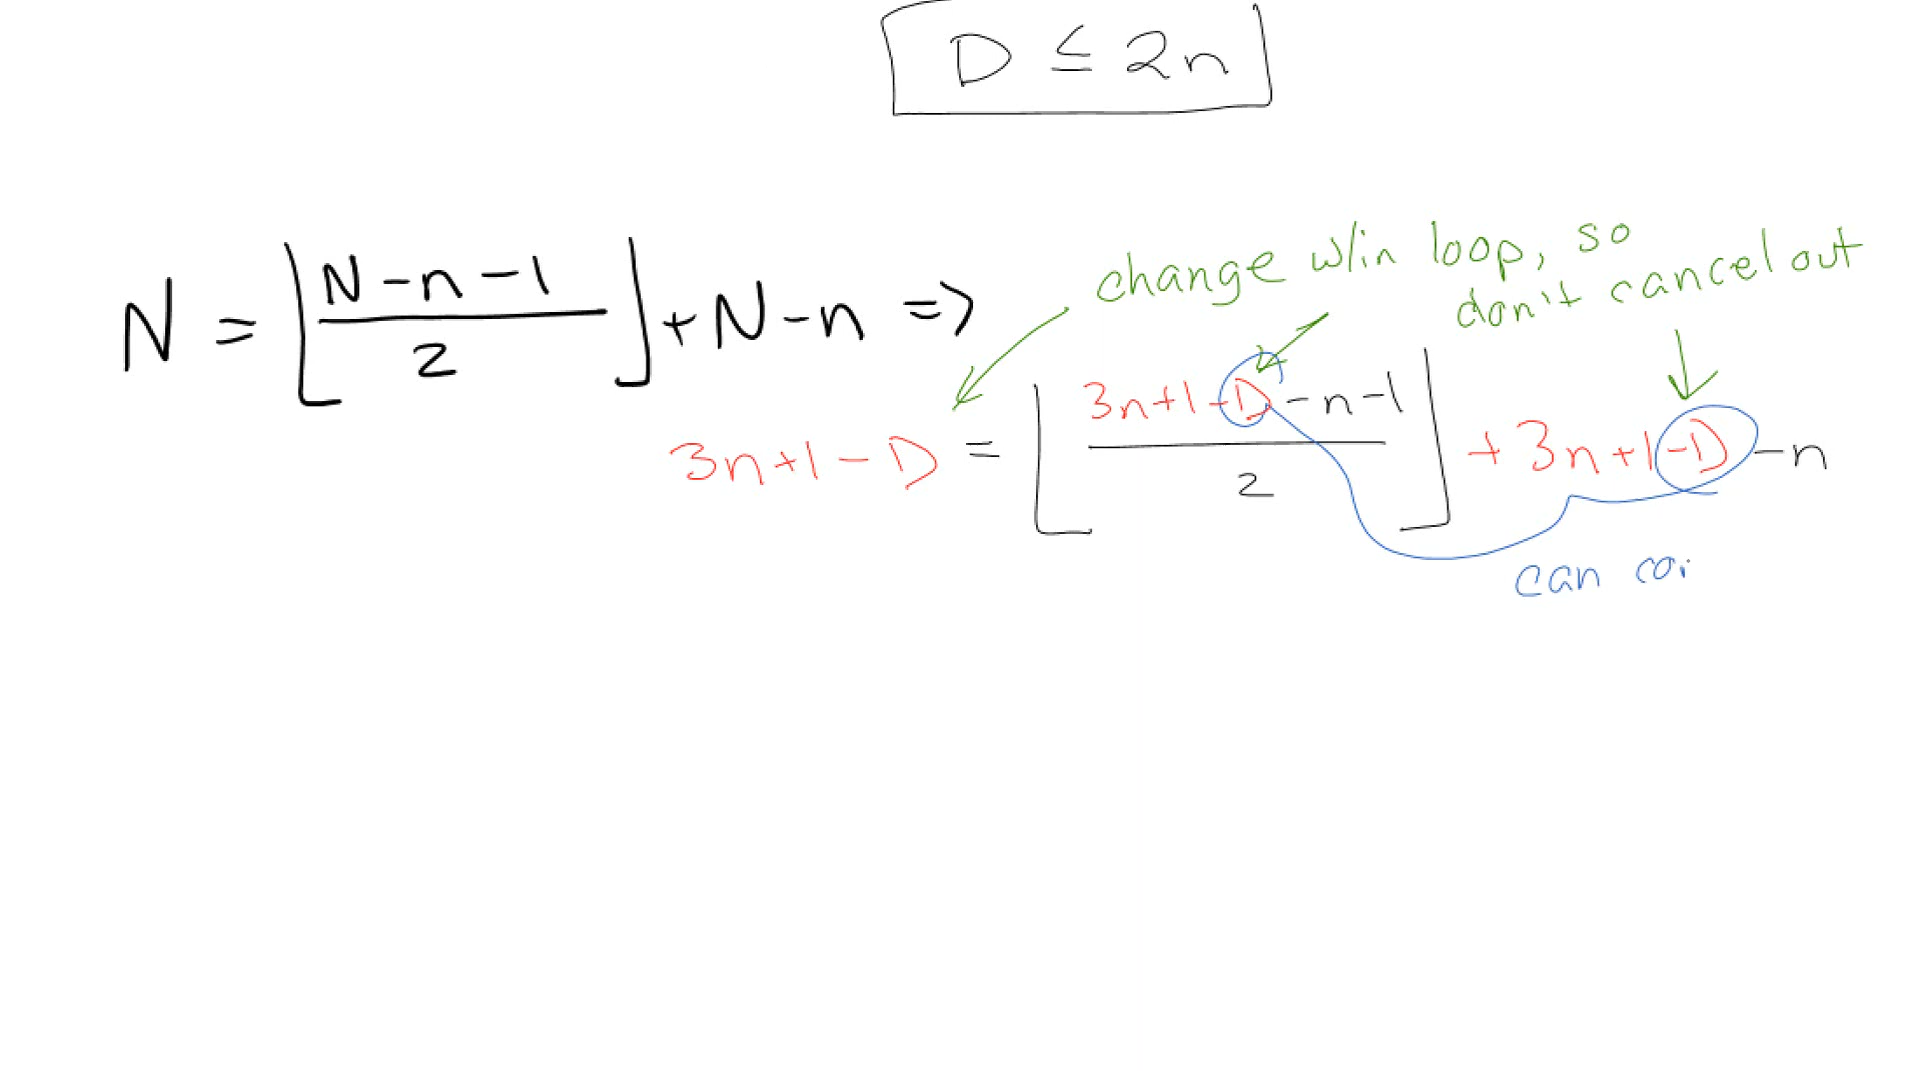 D ≤ 2n
N = ⌊(N-n-1)/2⌋ + N-n =>
change w/in loop, so
don't cancel out
3n+1-D = ⌊(3n+1-D-n-1)/2⌋ + 3n+1-D-n
can